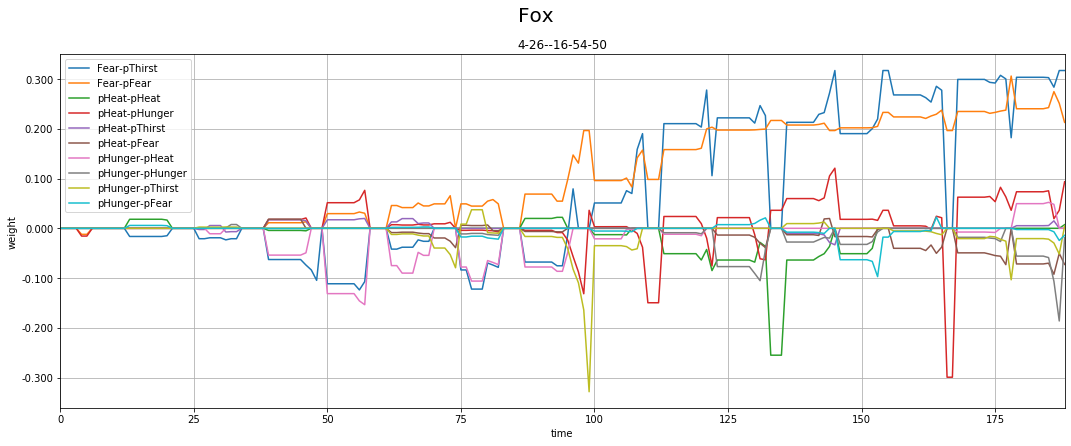 Fox
4-26--16-54-50
Fear-pThirst
Fear-pFear
pHeat-pHeat
pHeat-pHunger
pHeat-pThirst
pHeat-pFear
pHunger-pHeat
pHunger-pHunger
pHunger-pThirst
pHunger-pFear
weight
0.300
0.200
0.100
0.000
-0.100
-0.200
-0.300
0 25 50 75 100 125 150 175
time